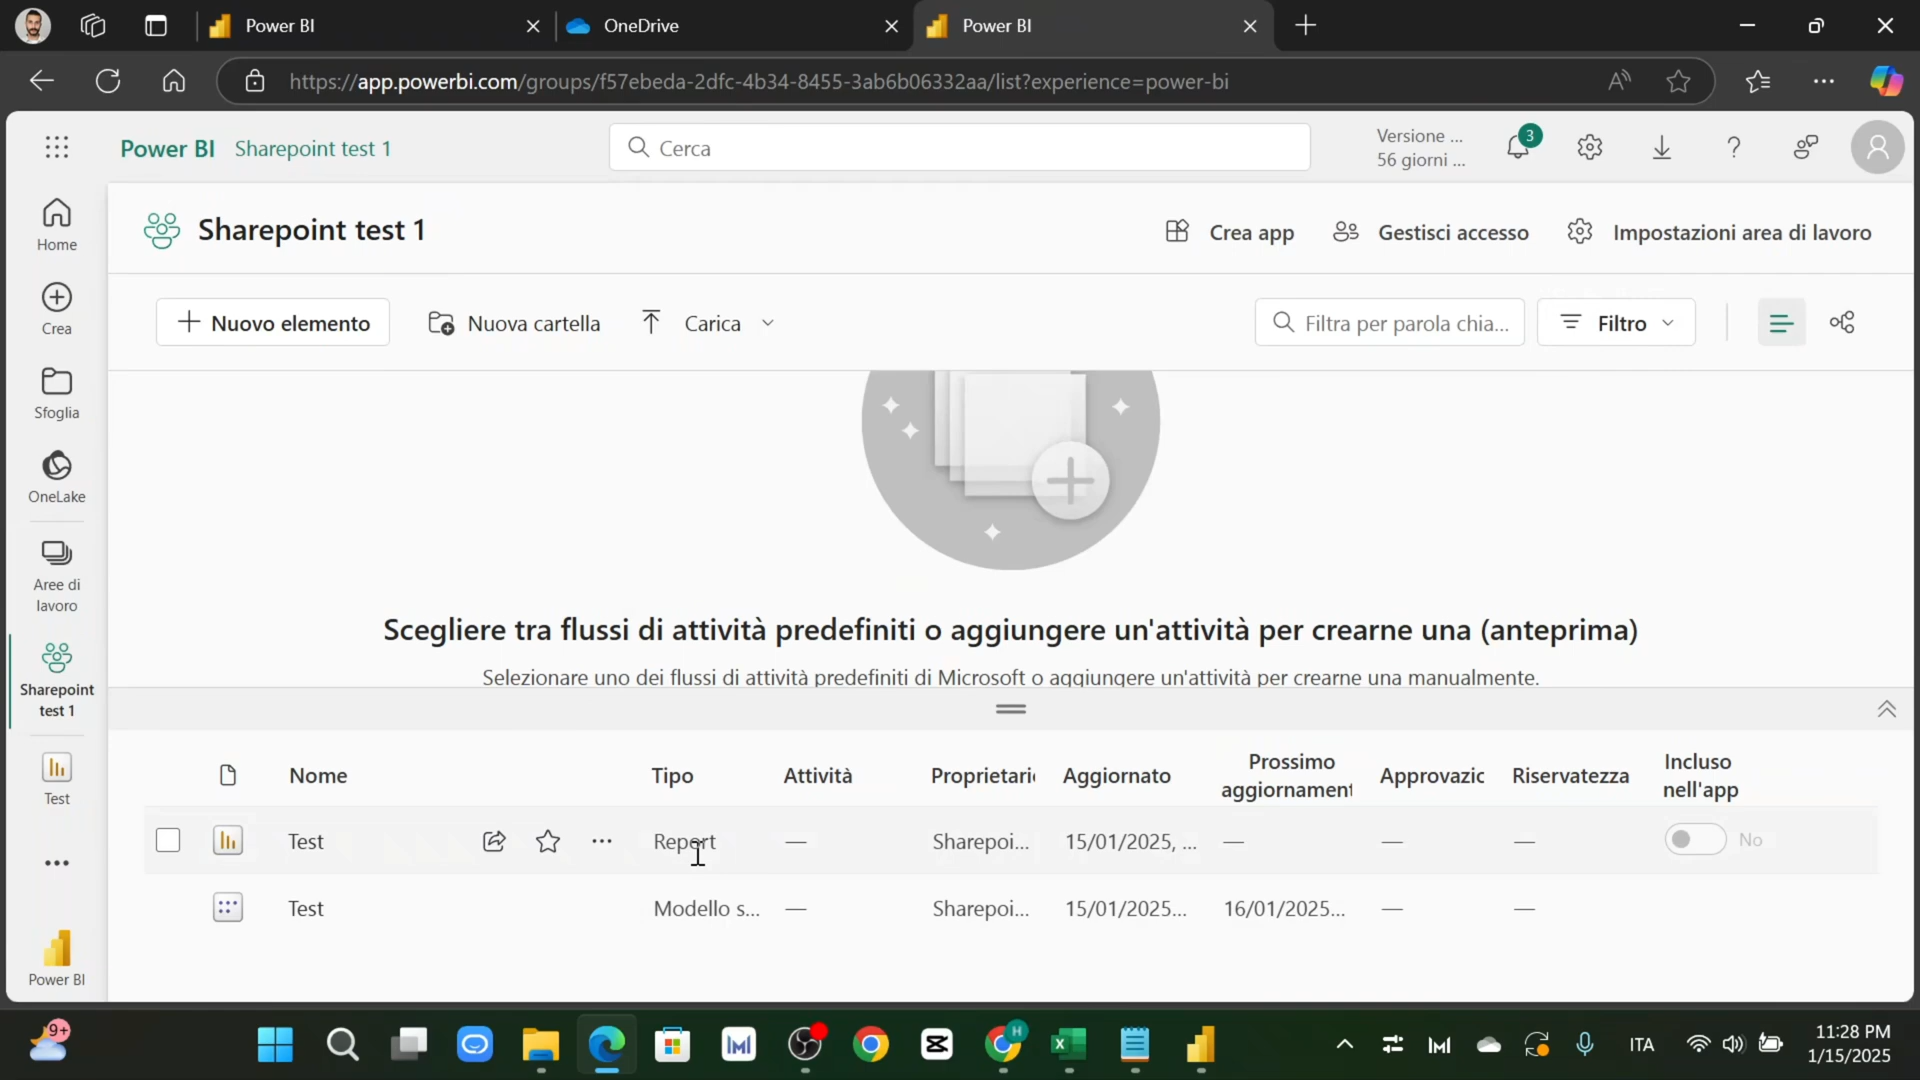 Power BI
OneDrive
Power BI
https://app.powerbi.com/groups/f57ebeda-2dfc-4b34-8455-3ab6b06332aa/list?experience=power-bi
Power BI Sharepoint test 1
Cerca
Versione ...
56 giorni ...
3
Home
Crea
Sfoglia
OneLake
Aree di
lavoro
Sharepoint
test 1
Test
Power BI
Sharepoint test 1
Crea app
Gestisci accesso
Impostazioni area di lavoro
Nuovo elemento
Nuova cartella
Carica
Filtra per parola chia...
Filtro
Scegliere tra flussi di attività predefiniti o aggiungere un'attività per crearne una (anteprima)
Selezionare uno dei flussi di attività predefiniti di Microsoft o aggiungere un'attività per crearne una manualmente.
Nome Tipo Attività Proprietari Aggiornato Prossimo aggiornament Approvazic Riservatezza Incluso nell'app
Test Report — Sharepoi... 15/01/2025, ... — — — No
Test Modello s... — Sharepoi... 15/01/2025... 16/01/2025... — —
9+
H
ITA
11:28 PM
1/15/2025